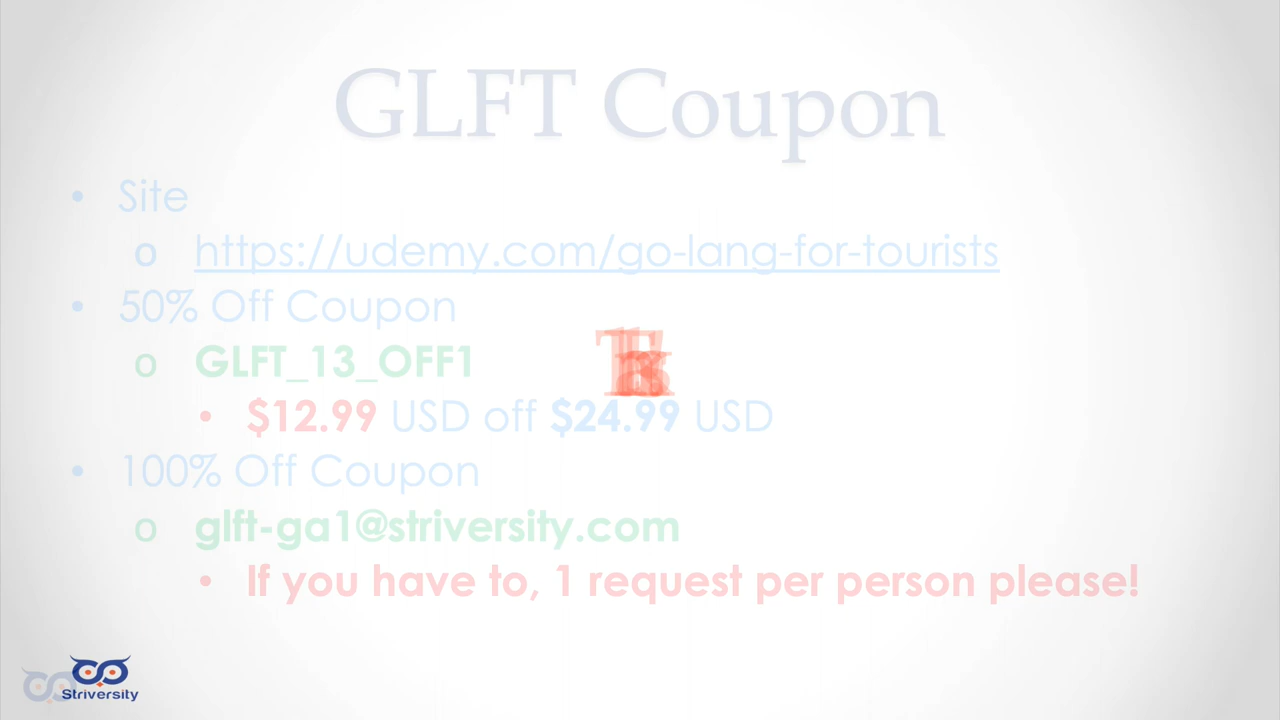 GLFT Coupon
• Site
o https://udemy.com/go-lang-for-tourists
• 50% Off Coupon
o GLFT_13_OFF1
• $12.99 USD off $24.99 USD
• 100% Off Coupon
o glft-ga1@striversity.com
• If you have to, 1 request per person please!
Striversity